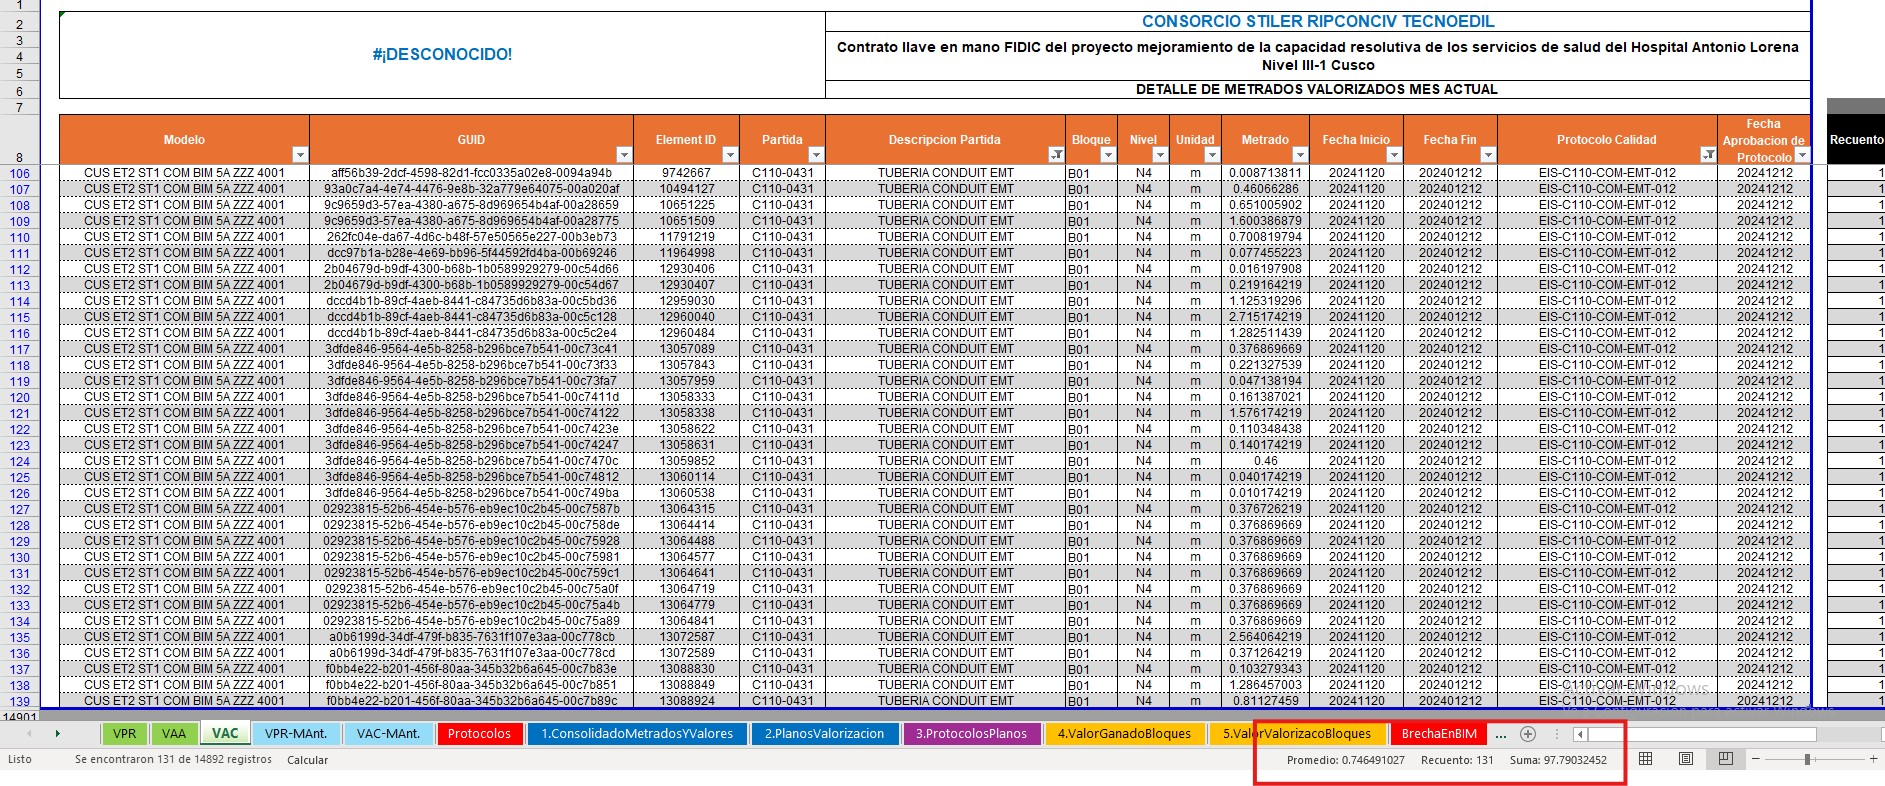 1
2 CONSORCIO STILER RIPCONCIV TECNOEDIL
3
#¡DESCONOCIDO!
4 Contrato llave en mano FIDIC del proyecto mejoramiento de la capacidad resolutiva de los servicios de salud del Hospital Antonio Lorena
5 Nivel III-1 Cusco
6 DETALLE DE METRADOS VALORIZADOS MES ACTUAL
7
8 Modelo GUID Element ID Partida Descripcion Partida Bloque Nivel Unidad Metrado Fecha Inicio Fecha Fin Protocolo Calidad Fecha Aprobacion de Protocolo Recuento
106 CUS ET2 ST1 COM BIM 5A ZZZ 4001 aff56b39-2dcf-4598-82d1-fcc0335a02e8-0094a94b 9742667 C110-0431 TUBERIA CONDUIT EMT B01 N4 m 0.008713811 20241120 202401212 EIS-C110-COM-EMT-012 20241212 1
107 CUS ET2 ST1 COM BIM 5A ZZZ 4001 93a0c7a4-4e74-4476-9e8b-32a779e64075-00a020af 10494127 C110-0431 TUBERIA CONDUIT EMT B01 N4 m 0.46066286 20241120 202401212 EIS-C110-COM-EMT-012 20241212 1
108 CUS ET2 ST1 COM BIM 5A ZZZ 4001 9c9659d3-57ea-4380-a675-8d969654b4af-00a28659 10651225 C110-0431 TUBERIA CONDUIT EMT B01 N4 m 0.651005902 20241120 202401212 EIS-C110-COM-EMT-012 20241212 1
109 CUS ET2 ST1 COM BIM 5A ZZZ 4001 9c9659d3-57ea-4380-a675-8d969654b4af-00a28775 10651509 C110-0431 TUBERIA CONDUIT EMT B01 N4 m 1.600386879 20241120 202401212 EIS-C110-COM-EMT-012 20241212 1
110 CUS ET2 ST1 COM BIM 5A ZZZ 4001 262fc04e-da67-4d6c-b48f-57e50565e227-00b3eb73 11791219 C110-0431 TUBERIA CONDUIT EMT B01 N4 m 0.700819794 20241120 202401212 EIS-C110-COM-EMT-012 20241212 1
111 CUS ET2 ST1 COM BIM 5A ZZZ 4001 dcc97b1a-b28e-4e69-bb96-5f44592fd4ba-00b69246 11964998 C110-0431 TUBERIA CONDUIT EMT B01 N4 m 0.077455223 20241120 202401212 EIS-C110-COM-EMT-012 20241212 1
112 CUS ET2 ST1 COM BIM 5A ZZZ 4001 2b04679d-b9df-4300-b68b-1b0589929279-00c54d66 12930406 C110-0431 TUBERIA CONDUIT EMT B01 N4 m 0.016197908 20241120 202401212 EIS-C110-COM-EMT-012 20241212 1
113 CUS ET2 ST1 COM BIM 5A ZZZ 4001 2b04679d-b9df-4300-b68b-1b0589929279-00c54d67 12930407 C110-0431 TUBERIA CONDUIT EMT B01 N4 m 0.219164219 20241120 202401212 EIS-C110-COM-EMT-012 20241212 1
114 CUS ET2 ST1 COM BIM 5A ZZZ 4001 dccd4b1b-89cf-4aeb-8441-c84735d6b83a-00c5bd36 12959030 C110-0431 TUBERIA CONDUIT EMT B01 N4 m 1.125319296 20241120 202401212 EIS-C110-COM-EMT-012 20241212 1
115 CUS ET2 ST1 COM BIM 5A ZZZ 4001 dccd4b1b-89cf-4aeb-8441-c84735d6b83a-00c5c128 12960040 C110-0431 TUBERIA CONDUIT EMT B01 N4 m 2.715174219 20241120 202401212 EIS-C110-COM-EMT-012 20241212 1
116 CUS ET2 ST1 COM BIM 5A ZZZ 4001 dccd4b1b-89cf-4aeb-8441-c84735d6b83a-00c5c2e4 12960484 C110-0431 TUBERIA CONDUIT EMT B01 N4 m 1.282511439 20241120 202401212 EIS-C110-COM-EMT-012 20241212 1
117 CUS ET2 ST1 COM BIM 5A ZZZ 4001 3dfde846-9564-4e5b-8258-b296bce7b541-00c73c41 13057089 C110-0431 TUBERIA CONDUIT EMT B01 N4 m 0.376869669 20241120 202401212 EIS-C110-COM-EMT-012 20241212 1
118 CUS ET2 ST1 COM BIM 5A ZZZ 4001 3dfde846-9564-4e5b-8258-b296bce7b541-00c73f33 13057843 C110-0431 TUBERIA CONDUIT EMT B01 N4 m 0.221327539 20241120 202401212 EIS-C110-COM-EMT-012 20241212 1
119 CUS ET2 ST1 COM BIM 5A ZZZ 4001 3dfde846-9564-4e5b-8258-b296bce7b541-00c73fa7 13057959 C110-0431 TUBERIA CONDUIT EMT B01 N4 m 0.047138194 20241120 202401212 EIS-C110-COM-EMT-012 20241212 1
120 CUS ET2 ST1 COM BIM 5A ZZZ 4001 3dfde846-9564-4e5b-8258-b296bce7b541-00c7411d 13058333 C110-0431 TUBERIA CONDUIT EMT B01 N4 m 0.161387021 20241120 202401212 EIS-C110-COM-EMT-012 20241212 1
121 CUS ET2 ST1 COM BIM 5A ZZZ 4001 3dfde846-9564-4e5b-8258-b296bce7b541-00c74122 13058338 C110-0431 TUBERIA CONDUIT EMT B01 N4 m 1.576174219 20241120 202401212 EIS-C110-COM-EMT-012 20241212 1
122 CUS ET2 ST1 COM BIM 5A ZZZ 4001 3dfde846-9564-4e5b-8258-b296bce7b541-00c7423e 13058622 C110-0431 TUBERIA CONDUIT EMT B01 N4 m 0.110348438 20241120 202401212 EIS-C110-COM-EMT-012 20241212 1
123 CUS ET2 ST1 COM BIM 5A ZZZ 4001 3dfde846-9564-4e5b-8258-b296bce7b541-00c74247 13058631 C110-0431 TUBERIA CONDUIT EMT B01 N4 m 0.140174219 20241120 202401212 EIS-C110-COM-EMT-012 20241212 1
124 CUS ET2 ST1 COM BIM 5A ZZZ 4001 3dfde846-9564-4e5b-8258-b296bce7b541-00c7470c 13059852 C110-0431 TUBERIA CONDUIT EMT B01 N4 m 0.46 20241120 202401212 EIS-C110-COM-EMT-012 20241212 1
125 CUS ET2 ST1 COM BIM 5A ZZZ 4001 3dfde846-9564-4e5b-8258-b296bce7b541-00c74812 13060114 C110-0431 TUBERIA CONDUIT EMT B01 N4 m 0.040174219 20241120 202401212 EIS-C110-COM-EMT-012 20241212 1
126 CUS ET2 ST1 COM BIM 5A ZZZ 4001 3dfde846-9564-4e5b-8258-b296bce7b541-00c749ba 13060538 C110-0431 TUBERIA CONDUIT EMT B01 N4 m 0.010174219 20241120 202401212 EIS-C110-COM-EMT-012 20241212 1
127 CUS ET2 ST1 COM BIM 5A ZZZ 4001 02923815-52b6-454e-b576-eb9ec10c2b45-00c7587b 13064315 C110-0431 TUBERIA CONDUIT EMT B01 N4 m 0.376726219 20241120 202401212 EIS-C110-COM-EMT-012 20241212 1
128 CUS ET2 ST1 COM BIM 5A ZZZ 4001 02923815-52b6-454e-b576-eb9ec10c2b45-00c758de 13064414 C110-0431 TUBERIA CONDUIT EMT B01 N4 m 0.376869669 20241120 202401212 EIS-C110-COM-EMT-012 20241212 1
129 CUS ET2 ST1 COM BIM 5A ZZZ 4001 02923815-52b6-454e-b576-eb9ec10c2b45-00c75928 13064488 C110-0431 TUBERIA CONDUIT EMT B01 N4 m 0.376869669 20241120 202401212 EIS-C110-COM-EMT-012 20241212 1
130 CUS ET2 ST1 COM BIM 5A ZZZ 4001 02923815-52b6-454e-b576-eb9ec10c2b45-00c75981 13064577 C110-0431 TUBERIA CONDUIT EMT B01 N4 m 0.376869669 20241120 202401212 EIS-C110-COM-EMT-012 20241212 1
131 CUS ET2 ST1 COM BIM 5A ZZZ 4001 02923815-52b6-454e-b576-eb9ec10c2b45-00c759c1 13064641 C110-0431 TUBERIA CONDUIT EMT B01 N4 m 0.376869669 20241120 202401212 EIS-C110-COM-EMT-012 20241212 1
132 CUS ET2 ST1 COM BIM 5A ZZZ 4001 02923815-52b6-454e-b576-eb9ec10c2b45-00c75a0f 13064719 C110-0431 TUBERIA CONDUIT EMT B01 N4 m 0.376869669 20241120 202401212 EIS-C110-COM-EMT-012 20241212 1
133 CUS ET2 ST1 COM BIM 5A ZZZ 4001 02923815-52b6-454e-b576-eb9ec10c2b45-00c75a4b 13064779 C110-0431 TUBERIA CONDUIT EMT B01 N4 m 0.376869669 20241120 202401212 EIS-C110-COM-EMT-012 20241212 1
134 CUS ET2 ST1 COM BIM 5A ZZZ 4001 02923815-52b6-454e-b576-eb9ec10c2b45-00c75a89 13064841 C110-0431 TUBERIA CONDUIT EMT B01 N4 m 0.376869669 20241120 202401212 EIS-C110-COM-EMT-012 20241212 1
135 CUS ET2 ST1 COM BIM 5A ZZZ 4001 a0b6199d-34df-479f-b835-7631f107e3aa-00c778cb 13072587 C110-0431 TUBERIA CONDUIT EMT B01 N4 m 2.564064219 20241120 202401212 EIS-C110-COM-EMT-012 20241212 1
136 CUS ET2 ST1 COM BIM 5A ZZZ 4001 a0b6199d-34df-479f-b835-7631f107e3aa-00c778cd 13072589 C110-0431 TUBERIA CONDUIT EMT B01 N4 m 0.371264219 20241120 202401212 EIS-C110-COM-EMT-012 20241212 1
137 CUS ET2 ST1 COM BIM 5A ZZZ 4001 f0bb4e22-b201-456f-80aa-345b32b6a645-00c7b83e 13088830 C110-0431 TUBERIA CONDUIT EMT B01 N4 m 0.103279343 20241120 202401212 EIS-C110-COM-EMT-012 20241212 1
138 CUS ET2 ST1 COM BIM 5A ZZZ 4001 f0bb4e22-b201-456f-80aa-345b32b6a645-00c7b851 13088849 C110-0431 TUBERIA CONDUIT EMT B01 N4 m 1.286457003 20241120 202401212 EIS-C110-COM-EMT-012 20241212 1
139 CUS ET2 ST1 COM BIM 5A ZZZ 4001 f0bb4e22-b201-456f-80aa-345b32b6a645-00c7b89c 13088924 C110-0431 TUBERIA CONDUIT EMT B01 N4 m 0.81127459 20241120 202401212 EIS-C110-COM-EMT-012 20241212 1
14901
VPR VAA VAC VPR-MAnt. VAC-MAnt. Protocolos 1.ConsolidadoMetradosYValores 2.PlanosValorizacion 3.ProtocolosPlanos 4.ValorGanadoBloques 5.ValorValorizacoBloques BrechaEnBIM ...
Listo Se encontraron 131 de 14892 registros Calcular Promedio: 0.746491027 Recuento: 131 Suma: 97.79032452